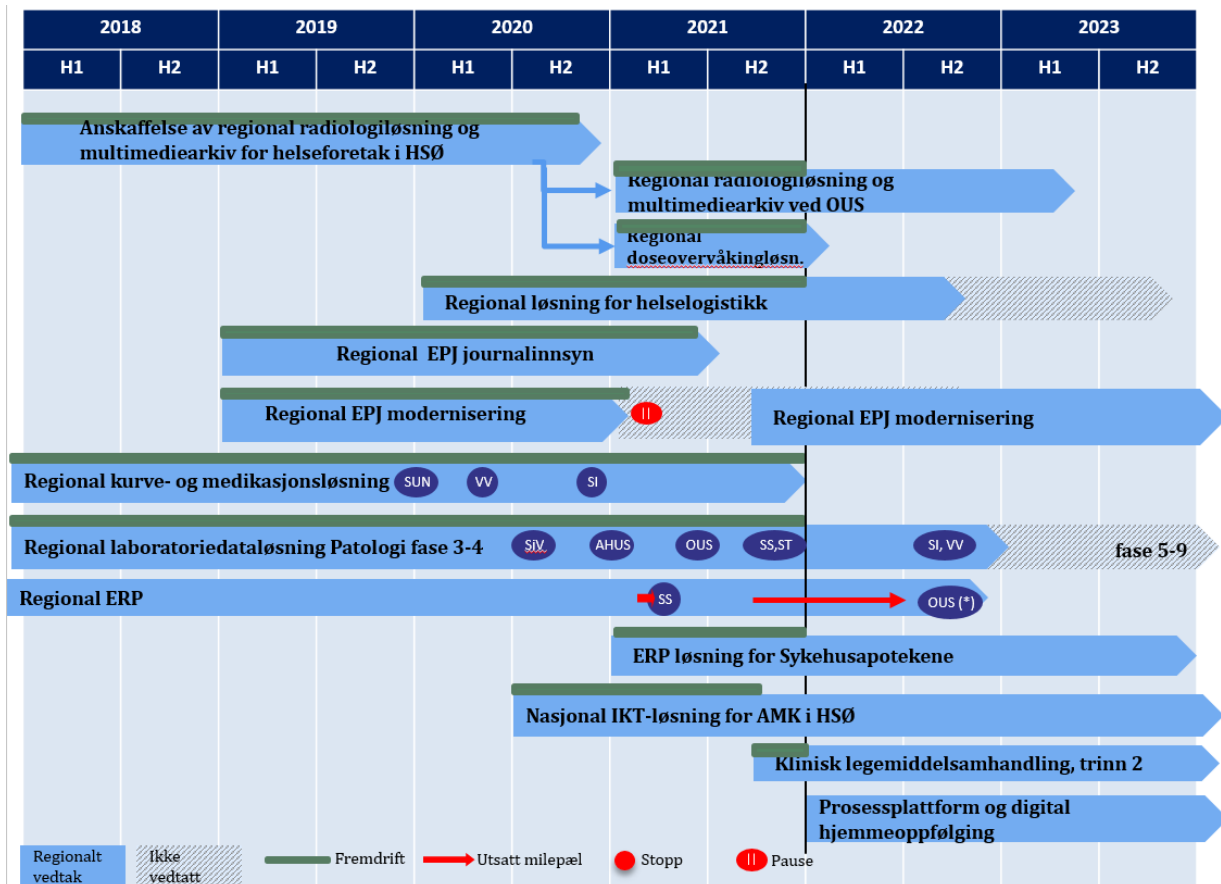 2018 2019 2020 2021 2022 2023
H1 H2 H1 H2 H1 H2 H1 H2 H1 H2 H1 H2
Anskaffelse av regional radiologiløsning og
multimediearkiv for helseforetak i HSØ
Regional radiologiløsning og
multimediearkiv ved OUS
Regional
doseovervåkingløsn.
Regional løsning for helselogistikk
Regional EPJ journalinnsyn
Regional EPJ modernisering
Regional EPJ modernisering
Regional kurve- og medikasjonsløsning SUN VV SI
Regional laboratoriedataløsning Patologi fase 3-4 SiV AHUS OUS SS,ST SI, VV fase 5-9
Regional ERP SS OUS (*)
ERP løsning for Sykehusapotekene
Nasjonal IKT-løsning for AMK i HSØ
Klinisk legemiddelsamhandling, trinn 2
Prosessplattform og digital
hjemmeoppfølging
Regionalt
vedtak
Ikke
vedtatt
Fremdrift
Utsatt milepæl
Stopp
Pause